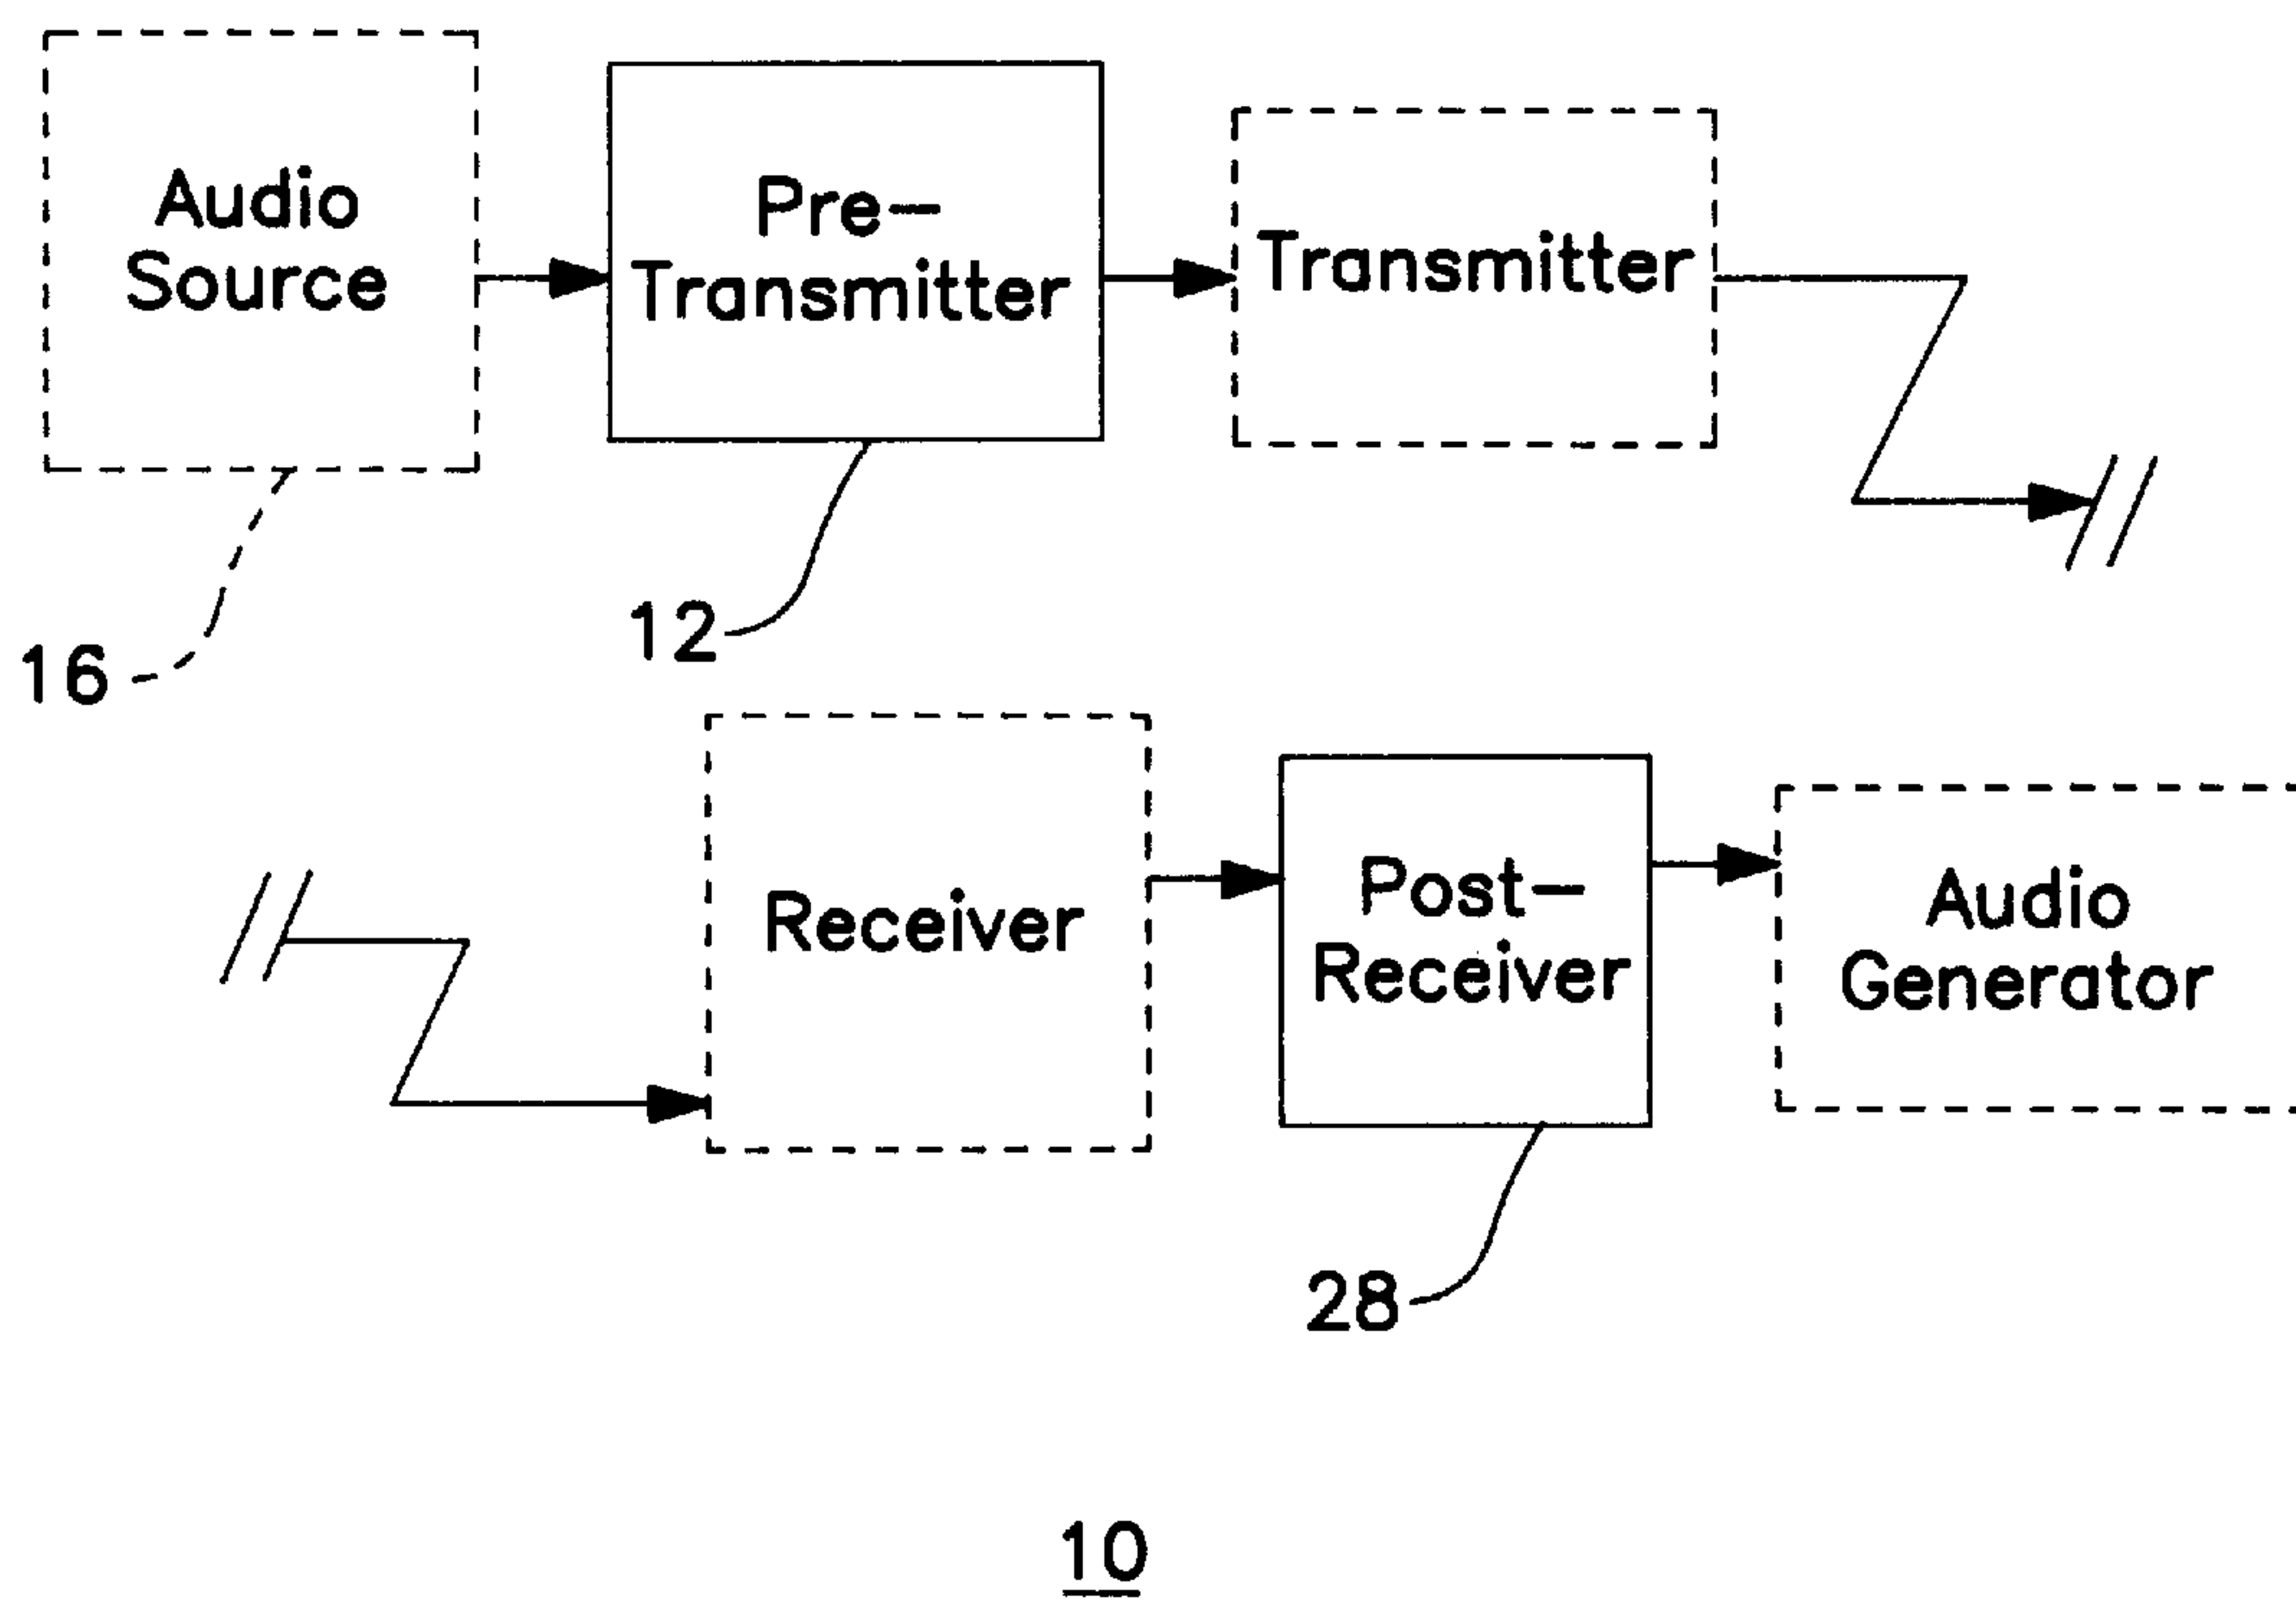 Audio
Source
Pre-
Transmitter
Transmitter
16
12
Receiver
Post-
Receiver
Audio
Generator
28
10